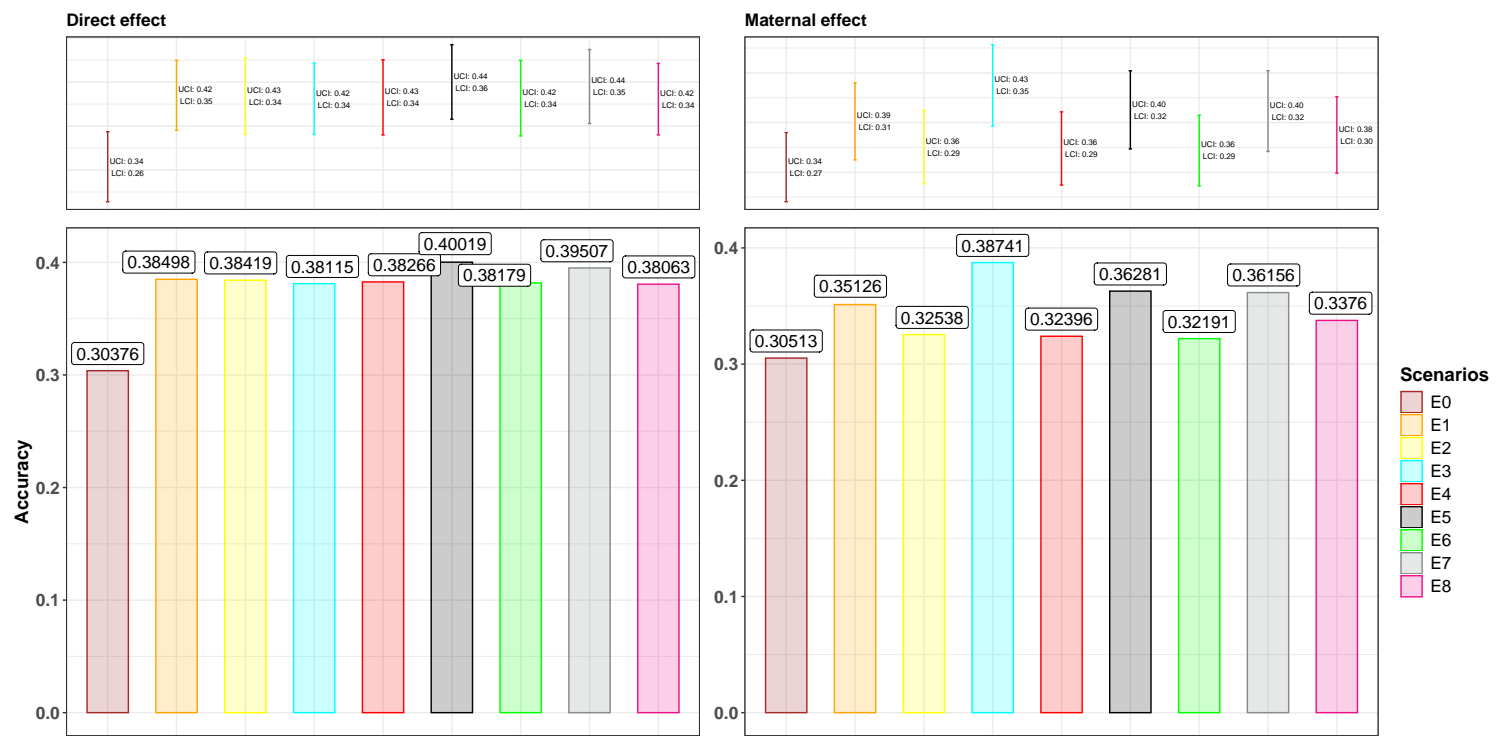 Direct effect
UCI: 0.34
LCI: 0.26
UCI: 0.42
LCI: 0.35
UCI: 0.43
LCI: 0.34
UCI: 0.42
LCI: 0.34
UCI: 0.43
LCI: 0.34
UCI: 0.44
LCI: 0.36
UCI: 0.42
LCI: 0.34
UCI: 0.44
LCI: 0.35
UCI: 0.42
LCI: 0.34
Maternal effect
UCI: 0.34
LCI: 0.27
UCI: 0.39
LCI: 0.31
UCI: 0.36
LCI: 0.29
UCI: 0.43
LCI: 0.35
UCI: 0.36
LCI: 0.29
UCI: 0.40
LCI: 0.32
UCI: 0.36
LCI: 0.29
UCI: 0.40
LCI: 0.32
UCI: 0.38
LCI: 0.30
Accuracy
0.4
0.3
0.2
0.1
0.0
0.30376
0.38498
0.38419
0.38115
0.38266
0.40019
0.38179
0.39507
0.38063
0.4
0.3
0.2
0.1
0.0
0.30513
0.35126
0.32538
0.38741
0.32396
0.36281
0.32191
0.36156
0.3376
Scenarios
E0
E1
E2
E3
E4
E5
E6
E7
E8